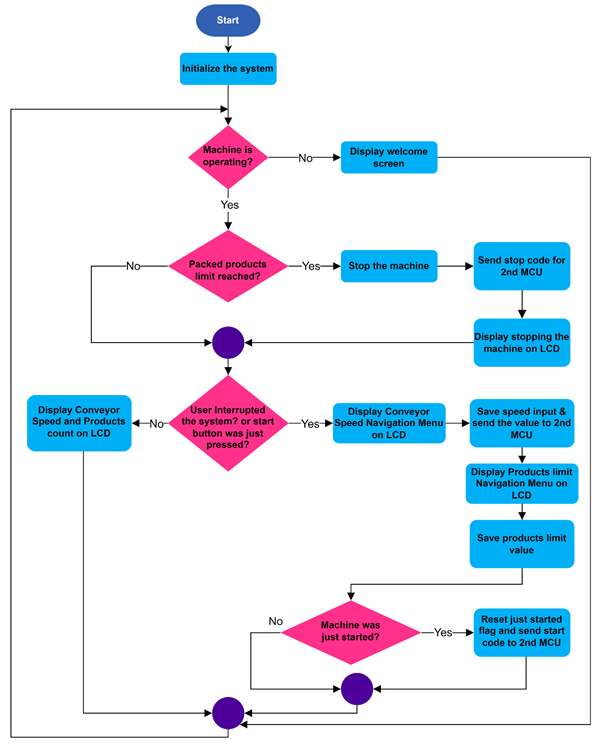 Start
Initialize the system
Machine is
operating?
No
Display welcome
screen
Yes
Packed products
limit reached?
No
Yes
Stop the machine
Send stop code for
2nd MCU
Display stopping the
machine on LCD
User Interrupted
the system? or start
button was just
pressed?
No
Display Conveyor
Speed and Products
count on LCD
Yes
Display Conveyor
Speed Navigation Menu
on LCD
Save speed input &
send the value to 2nd
MCU
Display Products limit
Navigation Menu on
LCD
Save products limit
value
Machine was
just started?
No
Yes
Reset just started
flag and send start
code to 2nd MCU